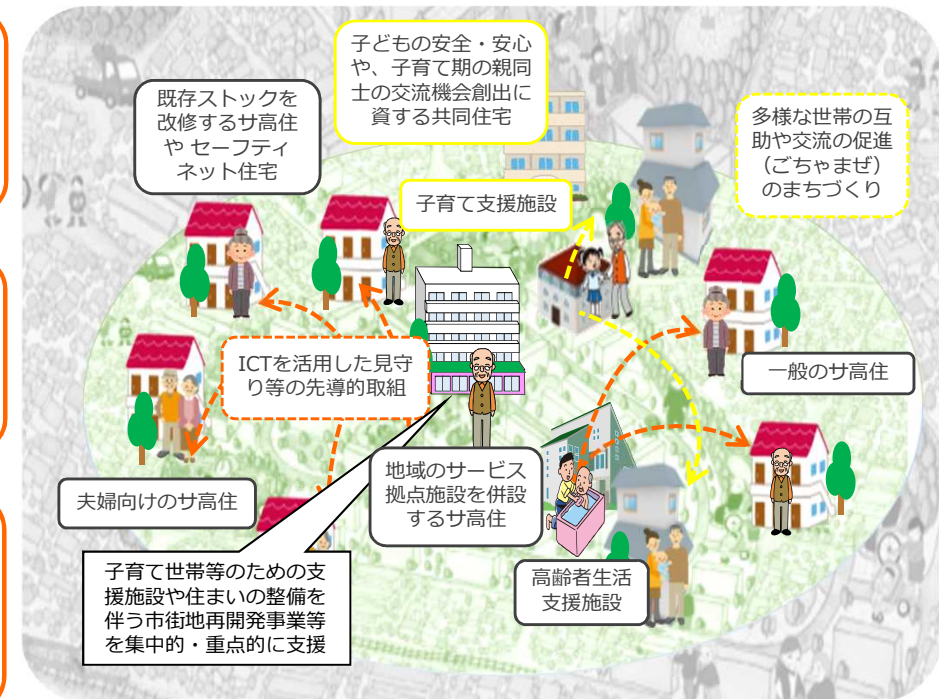 子どもの安全・安心
や、子育て期の親同
士の交流機会創出に
資する共同住宅
既存ストックを
改修するサ高住
や セーフティ
ネット住宅
多様な世帯の互
助や交流の促進
（ごちゃまぜ）
のまちづくり
子育て支援施設
ICTを活用した見守
り等の先導的取組
一般のサ高住
夫婦向けのサ高住
地域のサービス
拠点施設を併設
するサ高住
高齢者生活
支援施設
子育て世帯等のための支
援施設や住まいの整備を
伴う市街地再開発事業等
を集中的・重点的に支援